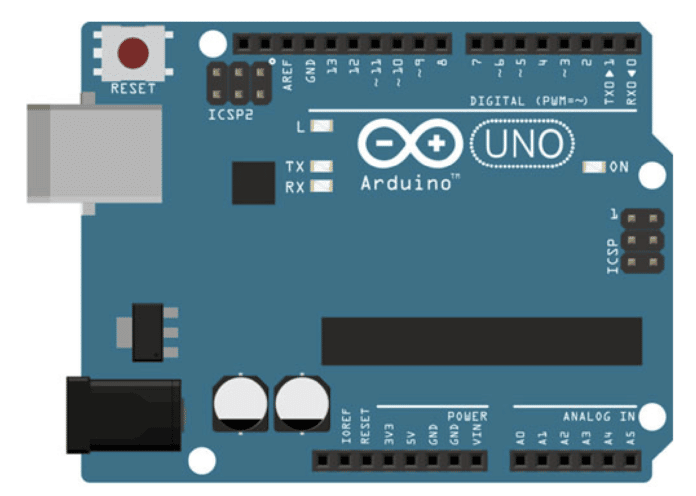 RESET
ICSP2
AREF
GND
13
12
~11
~10
~9
8
7
~6
~5
4
~3
2
TX0▶1
RX0◀0
DIGITAL (PWM=~)
L
TX
RX
UNO
Arduino™
ON
1
ICSP
POWER
ANALOG IN
IOREF
RESET
3V3
5V
GND
GND
VIN
A0
A1
A2
A3
A4
A5